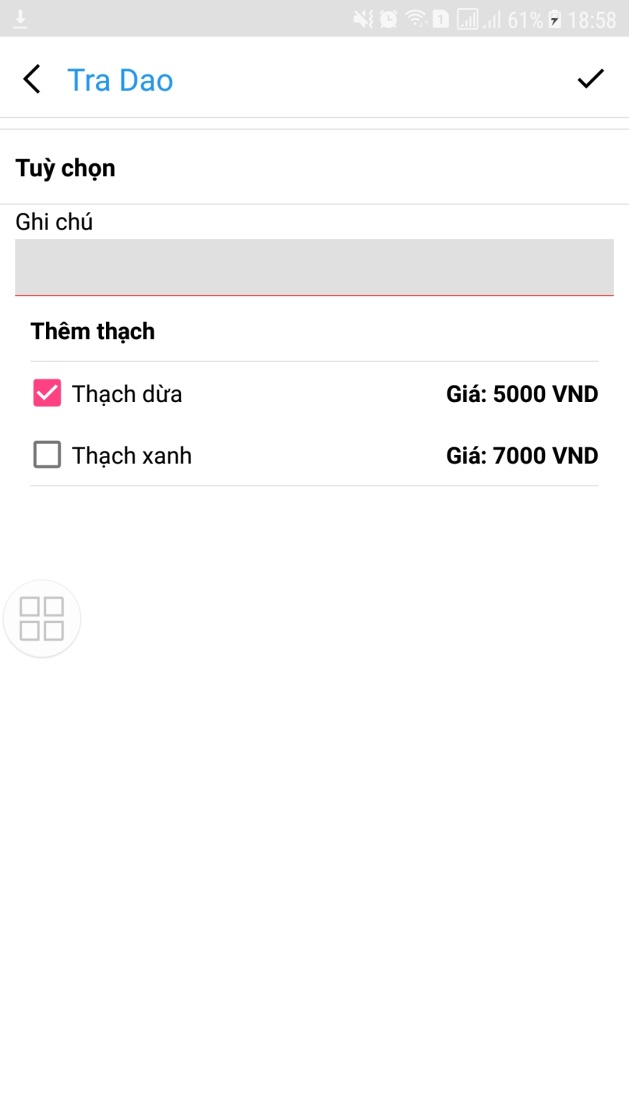 61% 18:58
Tra Dao
Tuỳ chọn
Ghi chú
Thêm thạch
Thạch dừa Giá: 5000 VND
Thạch xanh Giá: 7000 VND